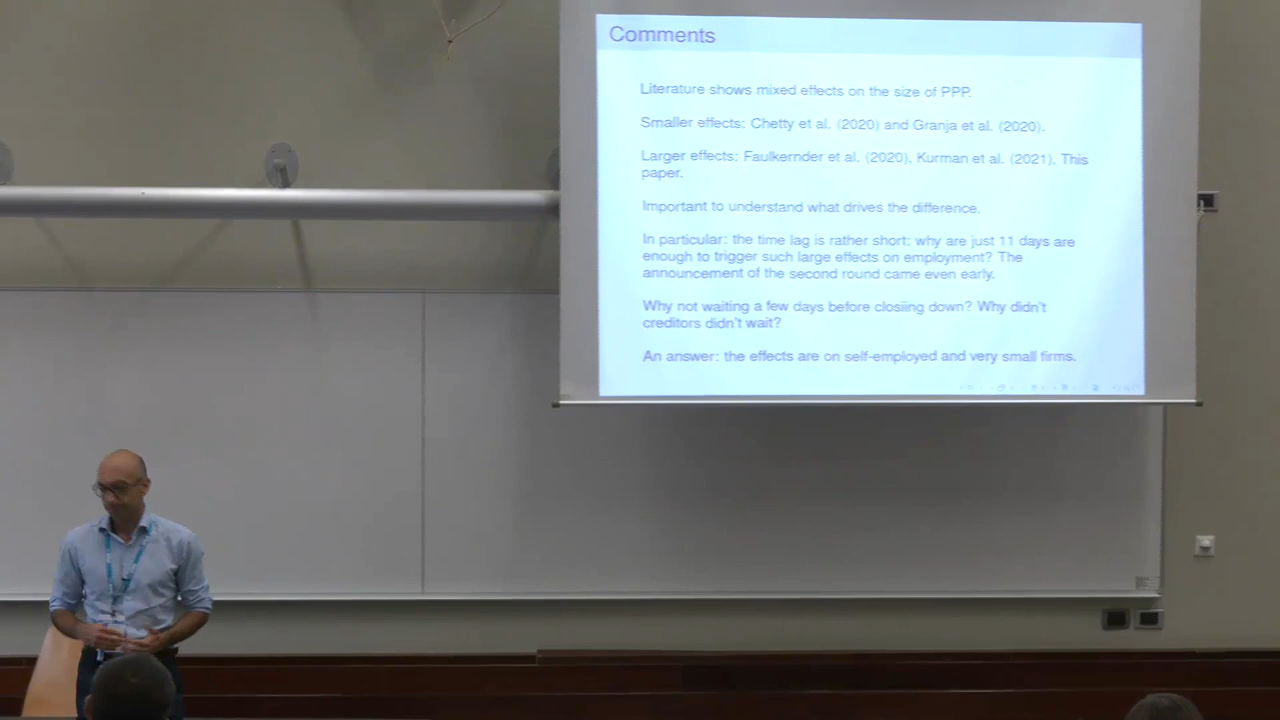 Comments
Literature shows mixed effects on the size of PPP.
Smaller effects: Chetty et al. (2020) and Granja et al. (2020).
Larger effects: Faulkernder et al. (2020), Kurman et al. (2021). This
paper.
Important to understand what drives the difference.
In particular: the time lag is rather short: why are just 11 days are
enough to trigger such large effects on employment? The
announcement of the second round came even early.
Why not waiting a few days before closiing down? Why didn't
creditors didn't wait?
An answer: the effects are on self-employed and very small firms.